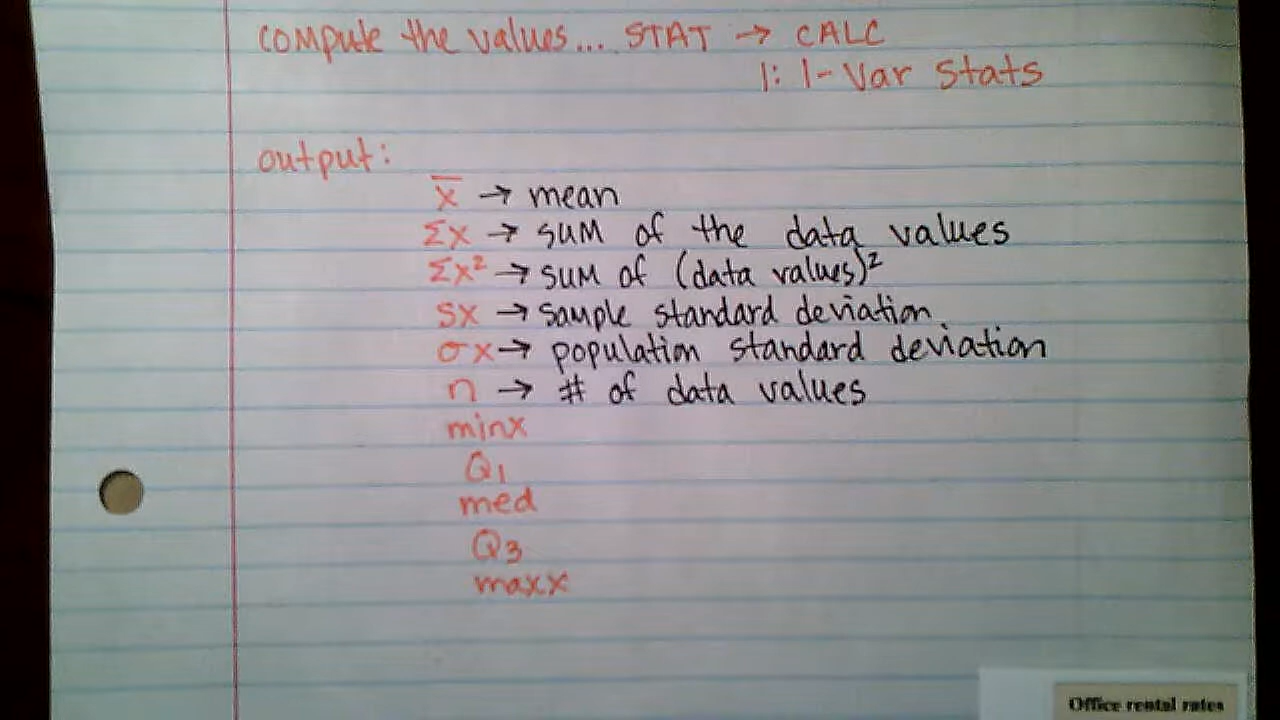 compute the values... STAT → CALC
1: 1-Var Stats
output:
x̄ → mean
Σx → sum of the data values
Σx² → sum of (data values)²
Sx → sample standard deviation
σx → population standard deviation
n → # of data values
minx
Q1
med
Q3
maxx
Office rental rates